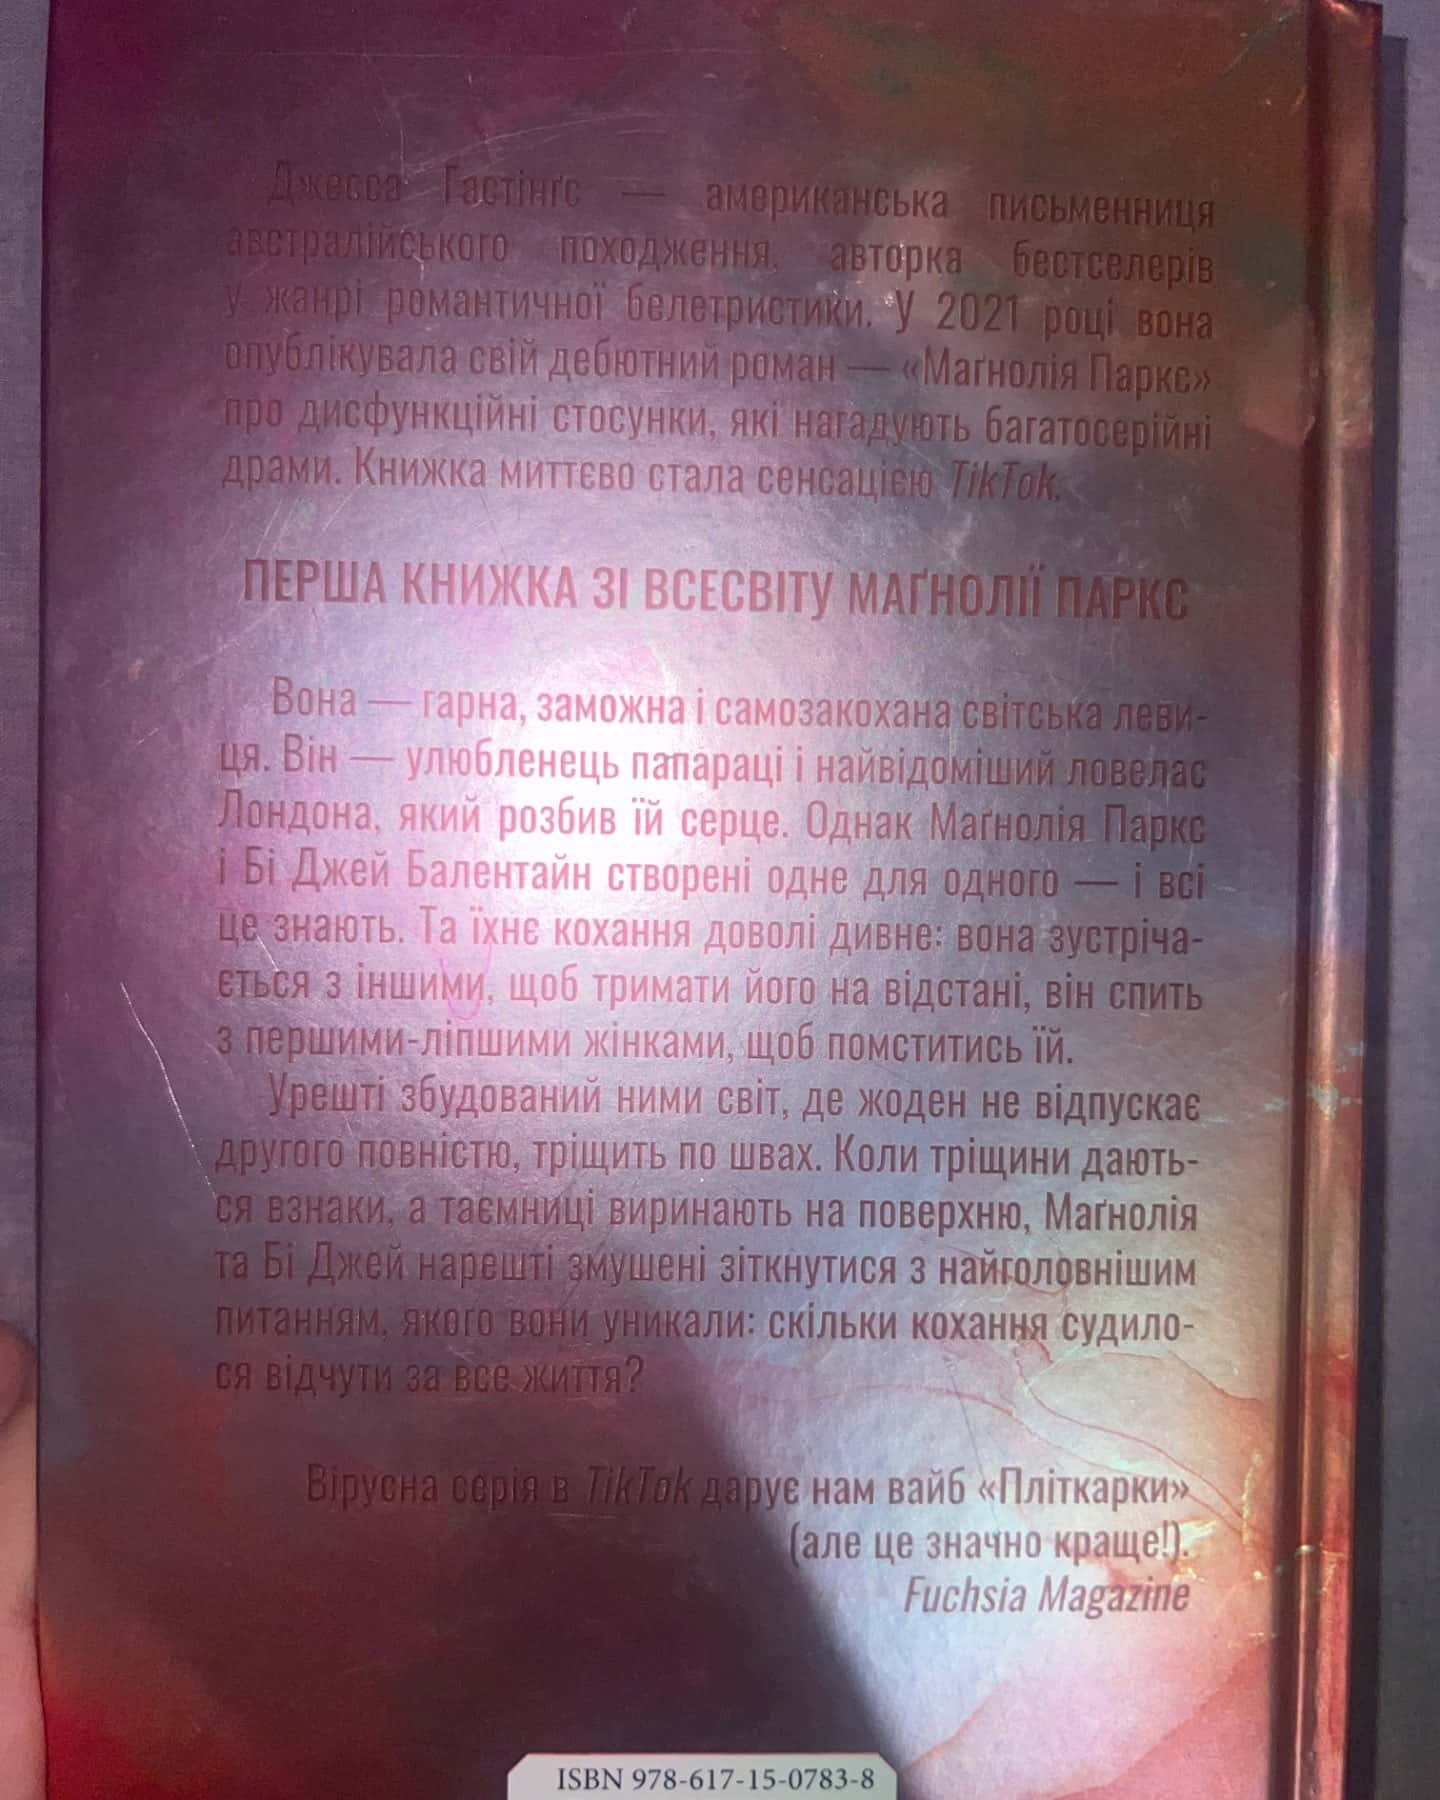 Джесса Гастінґс — американська письменниця
австралійського походження, авторка бестселерів
у жанрі романтичної белетристики. У 2021 році вона
опублікувала свій дебютний роман — «Маґнолія Паркс»
про дисфункційні стосунки, які нагадують багатосерійні
драми. Книжка миттєво стала сенсацією TikTok.
ПЕРША КНИЖКА ЗІ ВСЕСВІТУ МАҐНОЛІЇ ПАРКС
Вона — гарна, заможна і самозакохана світська леви-
ця. Він — улюбленець папараці і найвідоміший ловелас
Лондона, який розбив їй серце. Однак Маґнолія Паркс
і Бі Джей Балентайн створені одне для одного — і всі
це знають. Та їхнє кохання доволі дивне: вона зустріча-
ється з іншими, щоб тримати його на відстані, він спить
з першими-ліпшими жінками, щоб помститись їй.
Урешті збудований ними світ, де жоден не відпускає
другого повністю, тріщить по швах. Коли тріщини дають-
ся взнаки, а таємниці виринають на поверхню, Маґнолія
та Бі Джей нарешті змушені зіткнутися з найголовнішим
питанням, якого вони уникали: скільки кохання судило-
ся відчути за все життя?
Вірусна серія в TikTok дарує нам вайб «Пліткарки»
(але це значно краще!).
Fuchsia Magazine
ISBN 978-617-15-0783-8